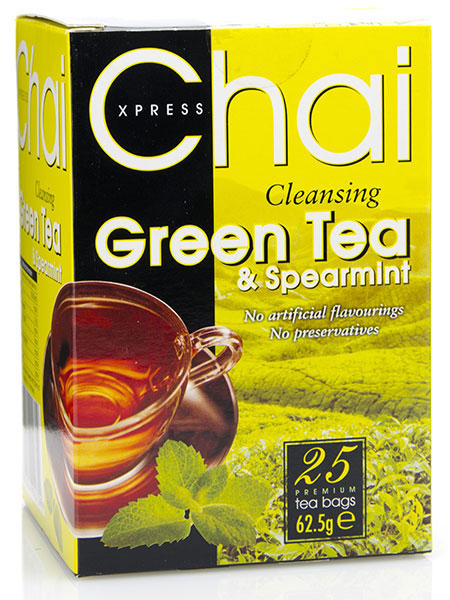 Chai
XPRESS
Cleansing
Green Tea
& Spearmint
No artificial flavourings
No preservatives
25
PREMIUM
tea bags
62.5g ℮
Chai
XPRESS
Cleansing
Green Tea
& Spearmint